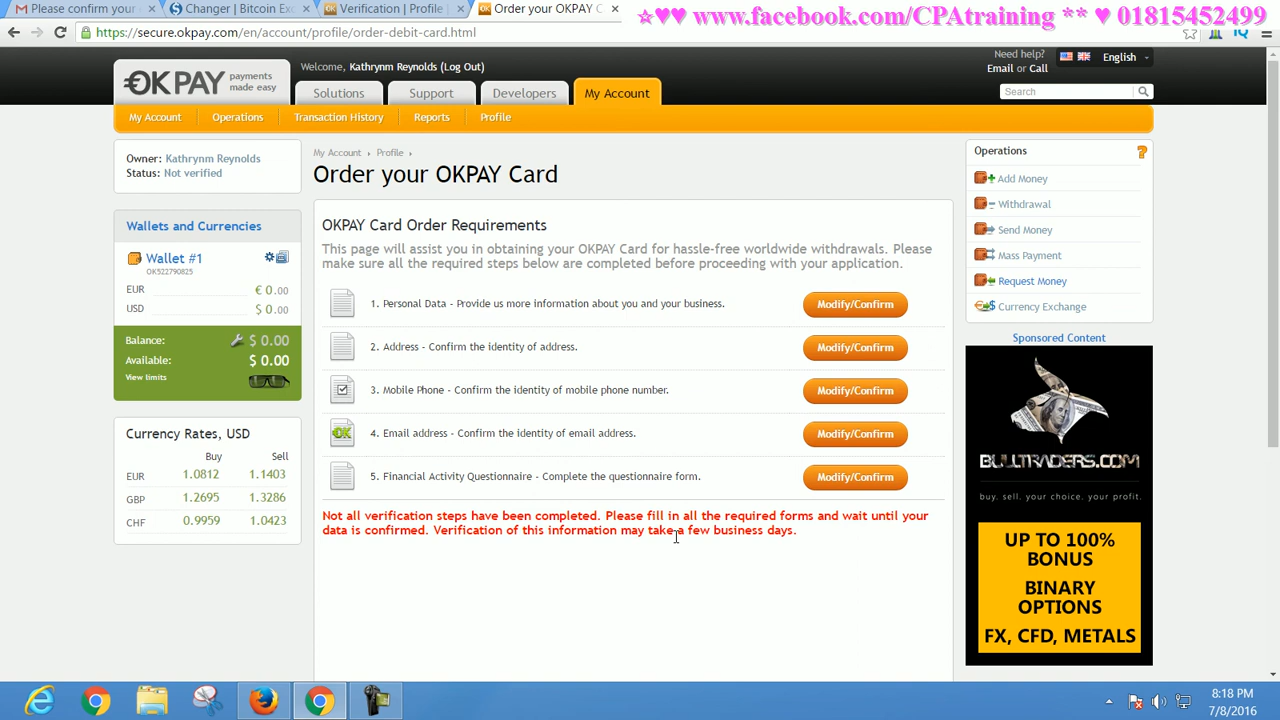 Please confirm your
Changer | Bitcoin Ex
Verification | Profile
Order your OKPAY C
☆♥♥ www.facebook.com/CPAtraining ** ♥ 01815452499
https://secure.okpay.com/en/account/profile/order-debit-card.html
OKPAY payments made easy
Welcome, Kathrynm Reynolds (Log Out)
Need help?
Email or Call
English
Solutions
Support
Developers
My Account
Search
My Account
Operations
Transaction History
Reports
Profile
Owner: Kathrynm Reynolds
Status: Not verified
Wallets and Currencies
Wallet #1
OK522790825
EUR € 0.00
USD $ 0.00
Balance: $ 0.00
Available: $ 0.00
View limits
Currency Rates, USD
Buy Sell
EUR 1.0812 1.1403
GBP 1.2695 1.3286
CHF 0.9959 1.0423
My Account Profile
Order your OKPAY Card
OKPAY Card Order Requirements
This page will assist you in obtaining your OKPAY Card for hassle-free worldwide withdrawals. Please
make sure all the required steps below are completed before proceeding with your application.
1. Personal Data - Provide us more information about you and your business.
Modify/Confirm
2. Address - Confirm the identity of address.
Modify/Confirm
3. Mobile Phone - Confirm the identity of mobile phone number.
Modify/Confirm
OK
4. Email address - Confirm the identity of email address.
Modify/Confirm
5. Financial Activity Questionnaire - Complete the questionnaire form.
Modify/Confirm
Not all verification steps have been completed. Please fill in all the required forms and wait until your
data is confirmed. Verification of this information may take a few business days.
Operations
?
Add Money
Withdrawal
Send Money
Mass Payment
Request Money
Currency Exchange
Sponsored Content
BULLTRADERS.COM
buy. sell. your choice. your profit.
UP TO 100%
BONUS
BINARY
OPTIONS
FX, CFD, METALS
8:18 PM
7/8/2016